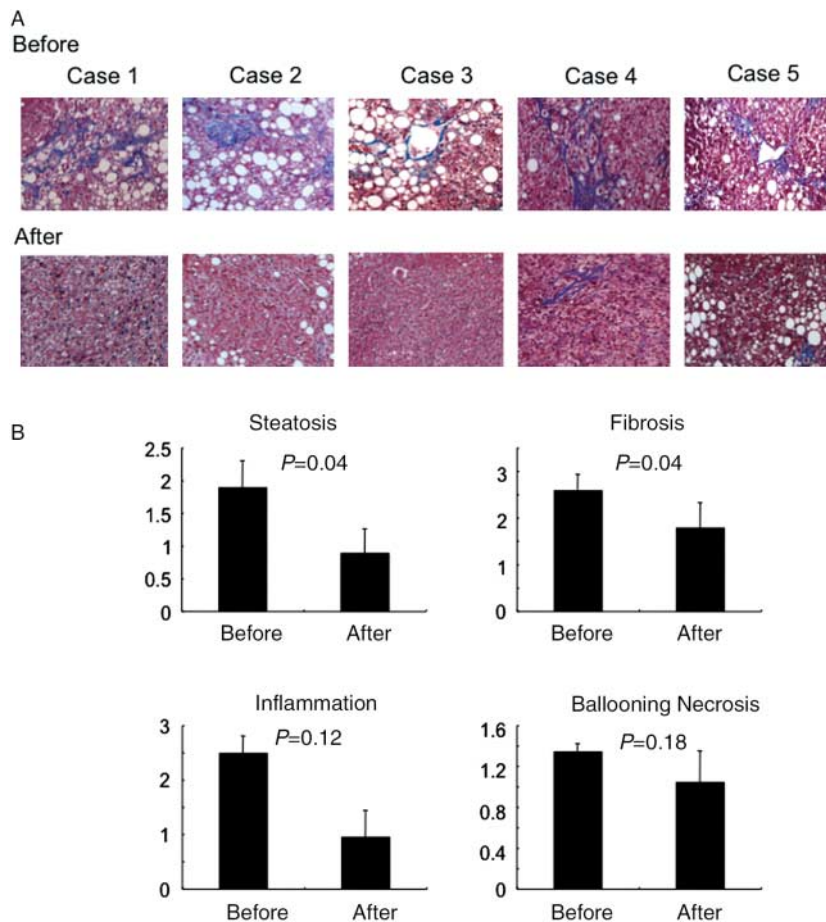 A
Before
Case 1 Case 2 Case 3 Case 4 Case 5
After
B
Steatosis
P=0.04
2.5
2
1.5
1
0.5
0
Before After
Fibrosis
P=0.04
3
2
1
0
Before After
Inflammation
P=0.12
3
2
1
0
Before After
Ballooning Necrosis
P=0.18
1.6
1.2
0.8
0.4
0
Before After